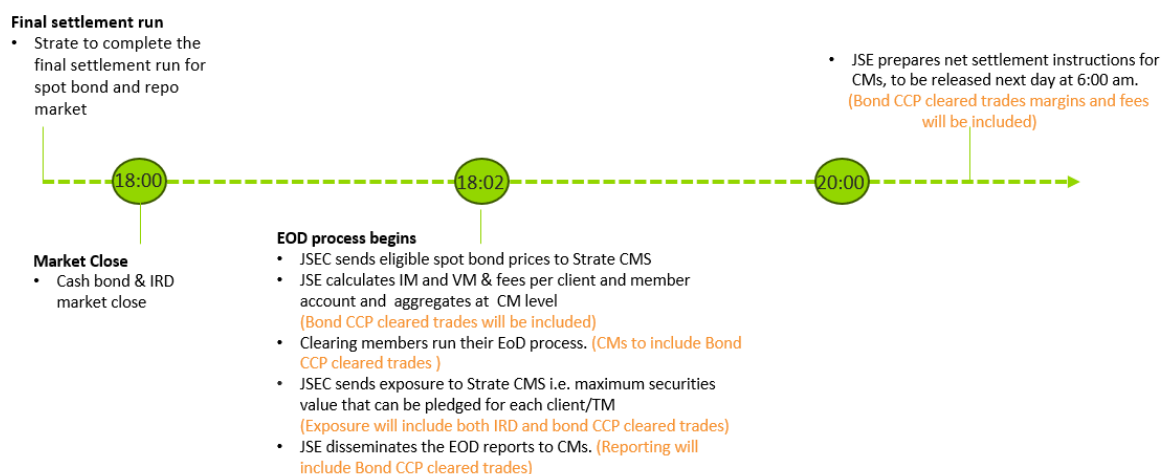 Final settlement run
• Strate to complete the
final settlement run for
spot bond and repo
market
• JSE prepares net settlement instructions for
CMs, to be released next day at 6:00 am.
(Bond CCP cleared trades margins and fees
will be included)
18:00
18:02
20:00
Market Close
• Cash bond & IRD
market close
EOD process begins
• JSEC sends eligible spot bond prices to Strate CMS
• JSE calculates IM and VM & fees per client and member
account and aggregates at CM level
(Bond CCP cleared trades will be included)
• Clearing members run their EoD process. (CMs to include Bond
CCP cleared trades )
• JSEC sends exposure to Strate CMS i.e. maximum securities
value that can be pledged for each client/TM
(Exposure will include both IRD and bond CCP cleared trades)
• JSE disseminates the EOD reports to CMs. (Reporting will
include Bond CCP cleared trades)